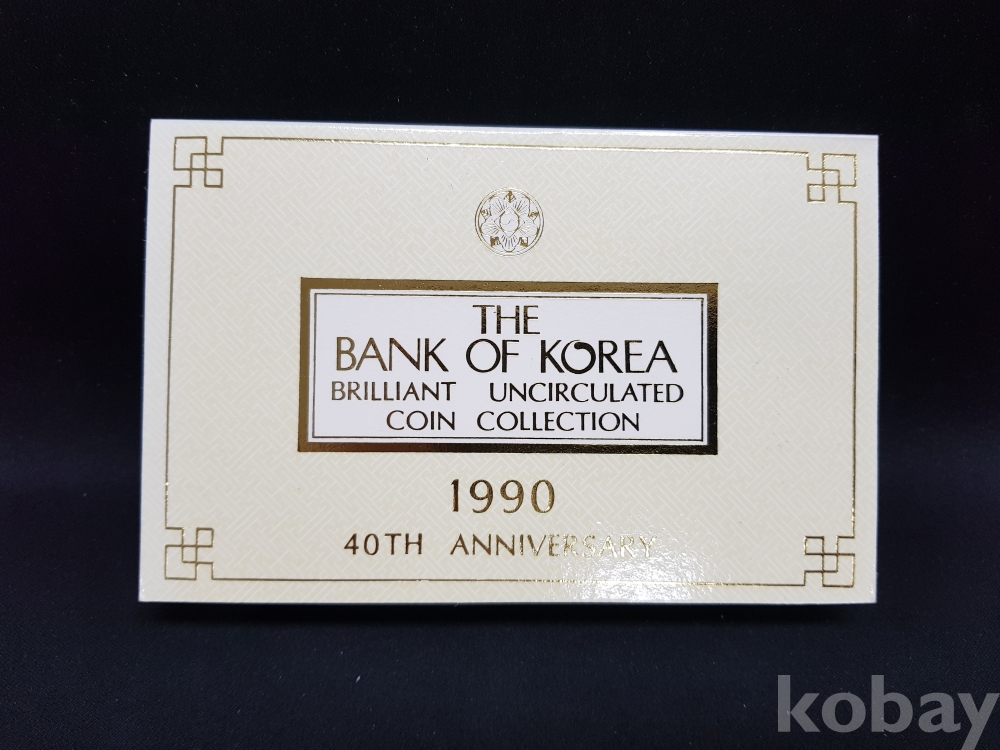 THE
BANK OF KOREA
BRILLIANT UNCIRCULATED
COIN COLLECTION
1990
40TH ANNIVERSARY
kobay